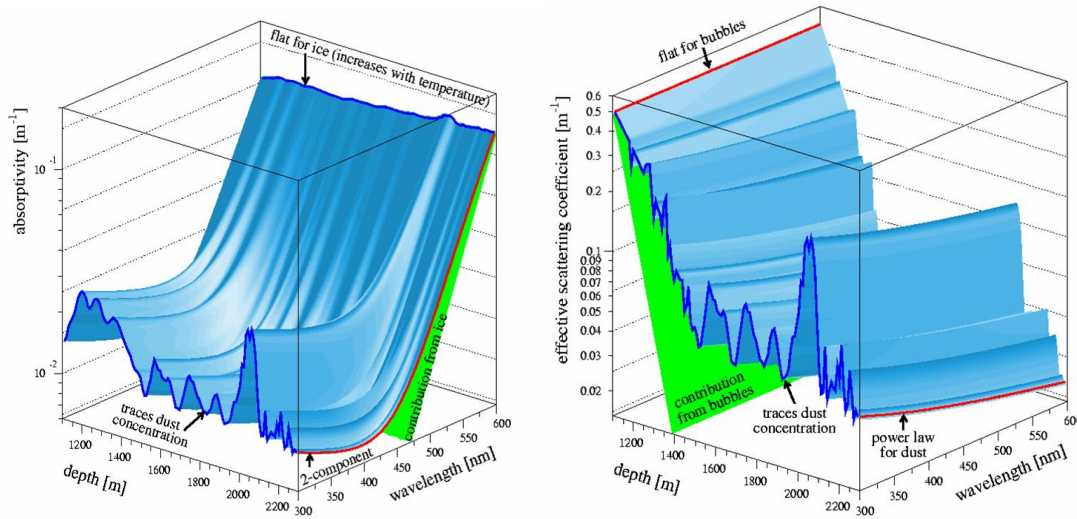 flat for ice (increases with temperature)
absorptivity [m⁻¹]
10⁻¹
10⁻²
traces dust
concentration
contribution from ice
2-component
1200
1400
1600
1800
2000
2200
depth [m]
300
350
400
450
500
550
600
wavelength [nm]
flat for bubbles
effective scattering coefficient [m⁻¹]
0.6
0.5
0.4
0.3
0.2
0.1
0.09
0.08
0.06
0.05
0.04
0.03
0.02
contribution
from bubbles
traces dust
concentration
power law
for dust
1200
1400
1600
1800
2000
2200
depth [m]
300
350
400
450
500
550
60
wavelength [nm]